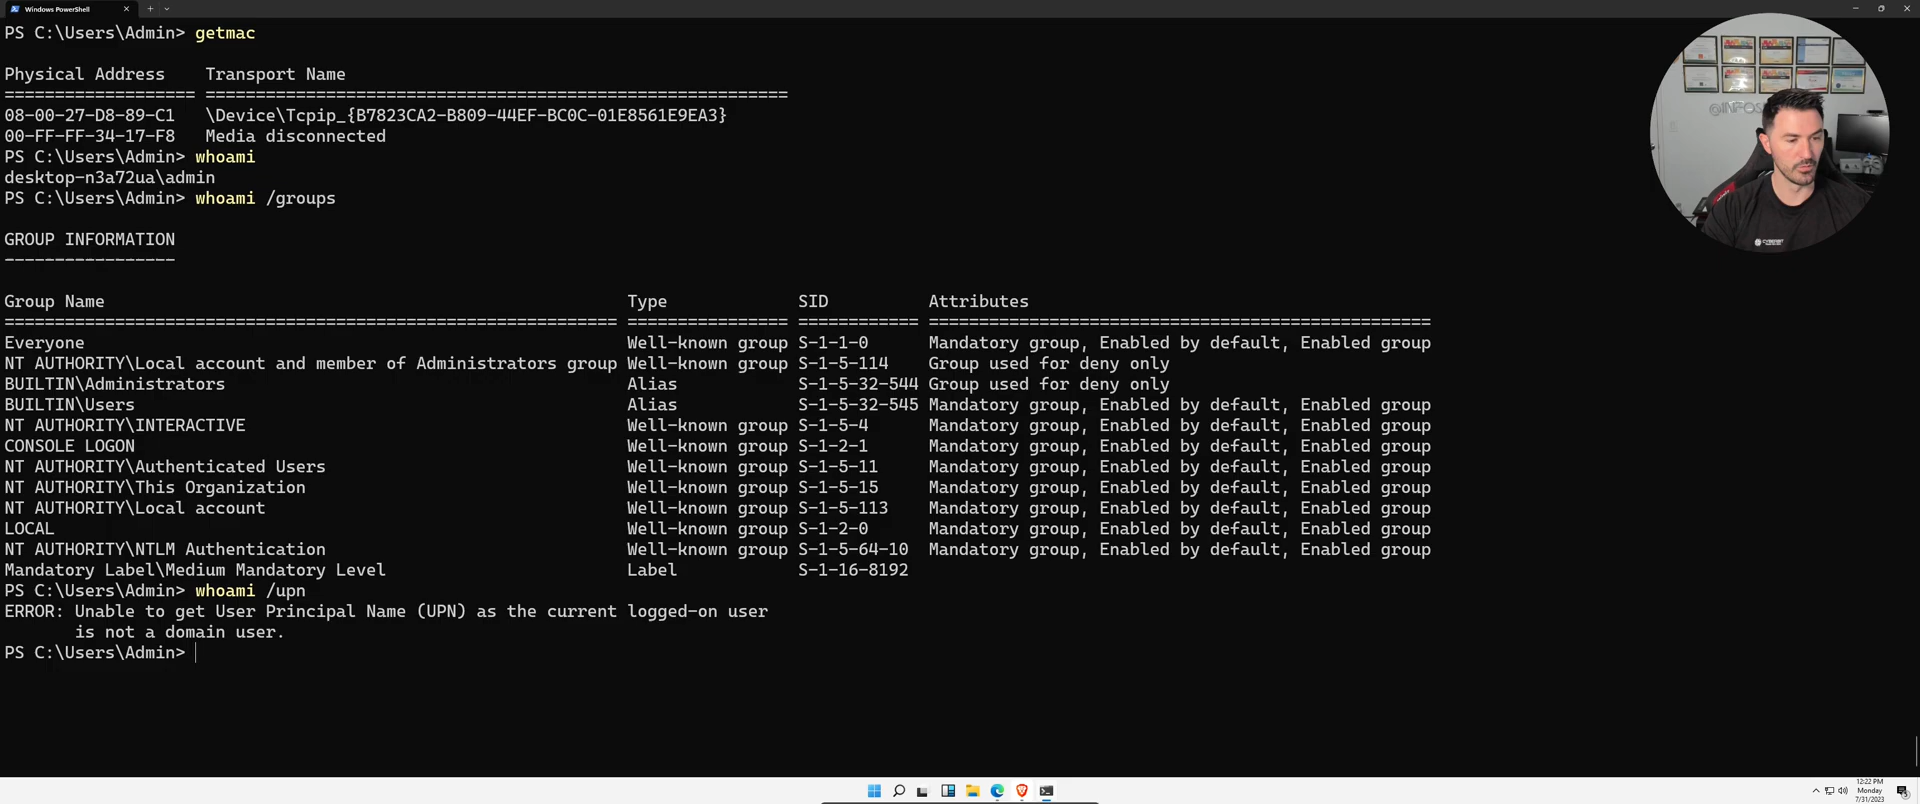 Windows PowerShell
PS C:\Users\Admin> getmac
Physical Address    Transport Name
=================== ==========================================================
08-00-27-D8-89-C1   \Device\Tcpip_{B7823CA2-B809-44EF-BC0C-01E8561E9EA3}
00-FF-FF-34-17-F8   Media disconnected
PS C:\Users\Admin> whoami
desktop-n3a72ua\admin
PS C:\Users\Admin> whoami /groups
GROUP INFORMATION
-----------------
Group Name                                                    Type             SID          Attributes
============================================================= ================ ============ ==================================================
Everyone                                                      Well-known group S-1-1-0      Mandatory group, Enabled by default, Enabled group
NT AUTHORITY\Local account and member of Administrators group Well-known group S-1-5-114    Group used for deny only
BUILTIN\Administrators                                        Alias            S-1-5-32-544 Group used for deny only
BUILTIN\Users                                                 Alias            S-1-5-32-545 Mandatory group, Enabled by default, Enabled group
NT AUTHORITY\INTERACTIVE                                      Well-known group S-1-5-4      Mandatory group, Enabled by default, Enabled group
CONSOLE LOGON                                                 Well-known group S-1-2-1      Mandatory group, Enabled by default, Enabled group
NT AUTHORITY\Authenticated Users                              Well-known group S-1-5-11     Mandatory group, Enabled by default, Enabled group
NT AUTHORITY\This Organization                                Well-known group S-1-5-15     Mandatory group, Enabled by default, Enabled group
NT AUTHORITY\Local account                                    Well-known group S-1-5-113    Mandatory group, Enabled by default, Enabled group
LOCAL                                                         Well-known group S-1-2-0      Mandatory group, Enabled by default, Enabled group
NT AUTHORITY\NTLM Authentication                              Well-known group S-1-5-64-10  Mandatory group, Enabled by default, Enabled group
Mandatory Label\Medium Mandatory Level                        Label            S-1-16-8192
PS C:\Users\Admin> whoami /upn
ERROR: Unable to get User Principal Name (UPN) as the current logged-on user
       is not a domain user.
PS C:\Users\Admin>
@INFOS
12:22 PM
Monday
7/31/2023